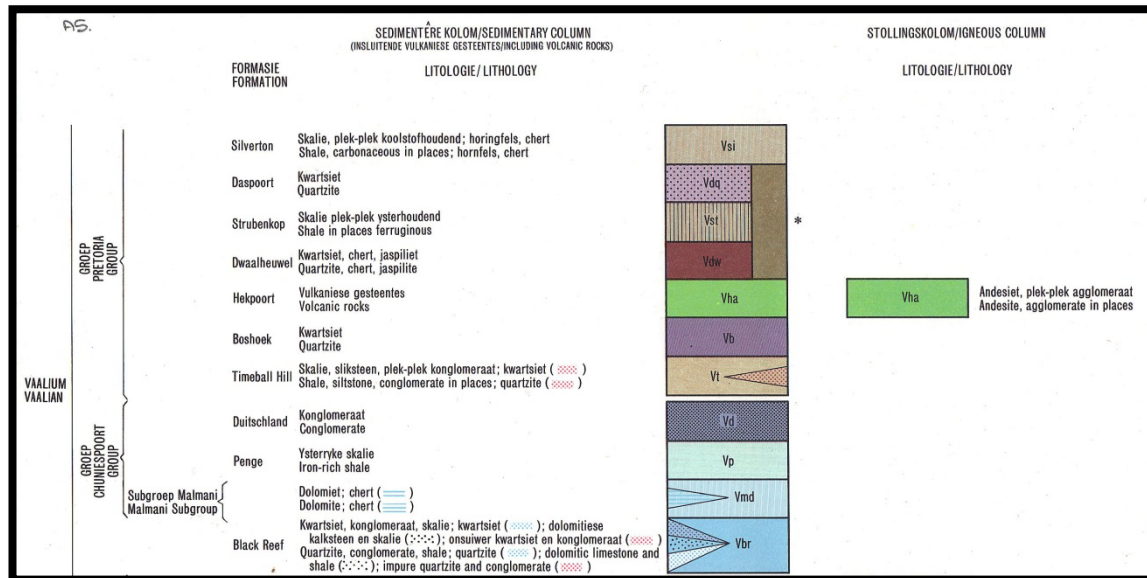 AS.
SEDIMENTÊRE KOLOM/SEDIMENTARY COLUMN
(INSLUITENDE VULKANIESE GESTEENTES/INCLUDING VOLCANIC ROCKS)
STOLLINGSKOLOM/IGNEOUS COLUMN
FORMASIE
FORMATION
LITOLOGIE/LITHOLOGY
LITOLOGIE/LITHOLOGY
VAALIUM
VAALIAN
GROEP
PRETORIA
GROUP
Silverton
Skalie, plek-plek koolstofhoudend; horingfels, chert
Shale, carbonaceous in places; hornfels, chert
Vsi
Daspoort
Kwartsiet
Quartzite
Vdq
Strubenkop
Skalie plek-plek ysterhoudend
Shale in places ferruginous
Vst
*
Dwaalheuwel
Kwartsiet, chert, jaspiliet
Quartzite, chert, jaspilite
Vdw
Hekpoort
Vulkaniese gesteentes
Volcanic rocks
Vha
Vha
Andesiet, plek-plek agglomeraat
Andesite, agglomerate in places
Boshoek
Kwartsiet
Quartzite
Vb
Timeball Hill
Skalie, sliksteen, plek-plek konglomeraat; kwartsiet ( )
Shale, siltstone, conglomerate in places; quartzite ( )
Vt
GROEP
CHUNIESPOORT
GROUP
Duitschland
Konglomeraat
Conglomerate
Vd
Penge
Ysterryke skalie
Iron-rich shale
Vp
Subgroep Malmani
Malmani Subgroup
Dolomiet; chert ( )
Dolomite; chert ( )
Vmd
Black Reef
Kwartsiet, konglomeraat, skalie; kwartsiet ( ); dolomitiese
kalksteen en skalie ( ); onsuiwer kwartsiet en konglomeraat ( )
Quartzite, conglomerate, shale; quartzite ( ); dolomitic limestone and
shale ( ); impure quartzite and conglomerate ( )
Vbr